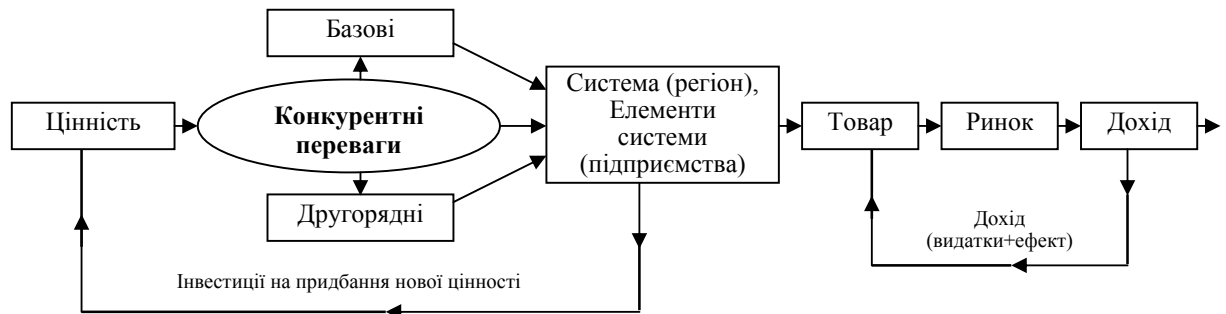 Базові
Цінність
Конкурентні
переваги
Другорядні
Система (регіон),
Елементи
системи
(підприємства)
Товар
Ринок
Дохід
Дохід
(видатки+ефект)
Інвестиції на придбання нової цінності